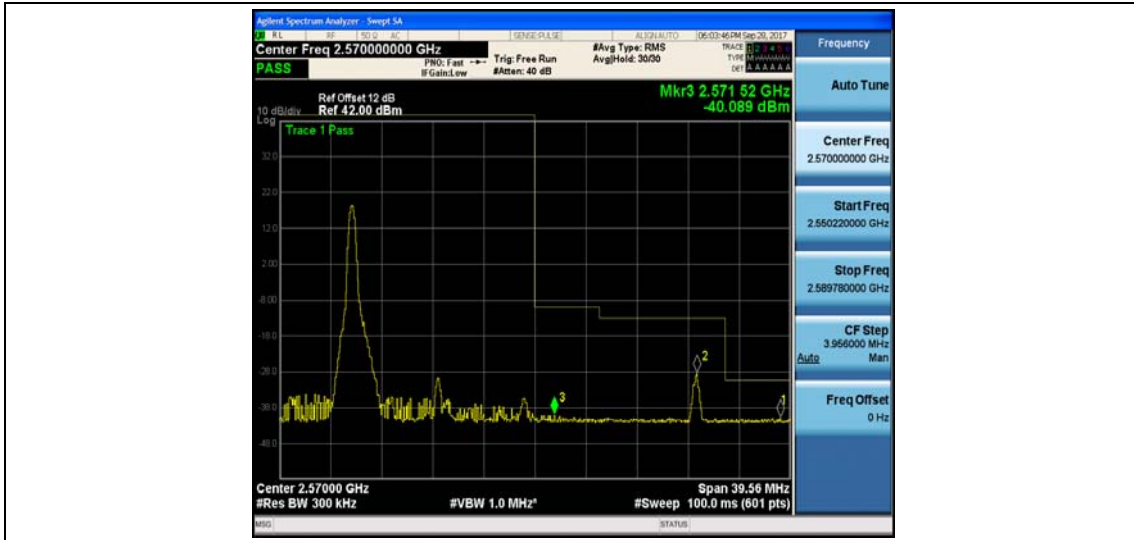 Agilent Spectrum Analyzer - Swept SA
RL RF 50 Ω AC SENSE:PULSE ALIGN AUTO 06:03:46 PM Sep 28, 2017
Center Freq 2.570000000 GHz
PASS
PNO: Fast
IFGain:Low
Trig: Free Run
#Atten: 40 dB
#Avg Type: RMS
Avg|Hold: 30/30
TRACE 1 2 3 4 5 6
TYPE M
DET A A A A A A
Mkr3 2.571 52 GHz
-40.089 dBm
Ref Offset 12 dB
10 dB/div Ref 42.00 dBm
Log
Trace 1 Pass
32.0
22.0
12.0
2.00
-8.00
-18.0
-28.0
-38.0
-48.0
2
3
1
Center 2.57000 GHz Span 39.56 MHz
#Res BW 300 kHz #VBW 1.0 MHz* #Sweep 100.0 ms (601 pts)
MSG STATUS
Frequency
Auto Tune
Center Freq
2.570000000 GHz
Start Freq
2.550220000 GHz
Stop Freq
2.589780000 GHz
CF Step
3.956000 MHz
Auto Man
Freq Offset
0 Hz